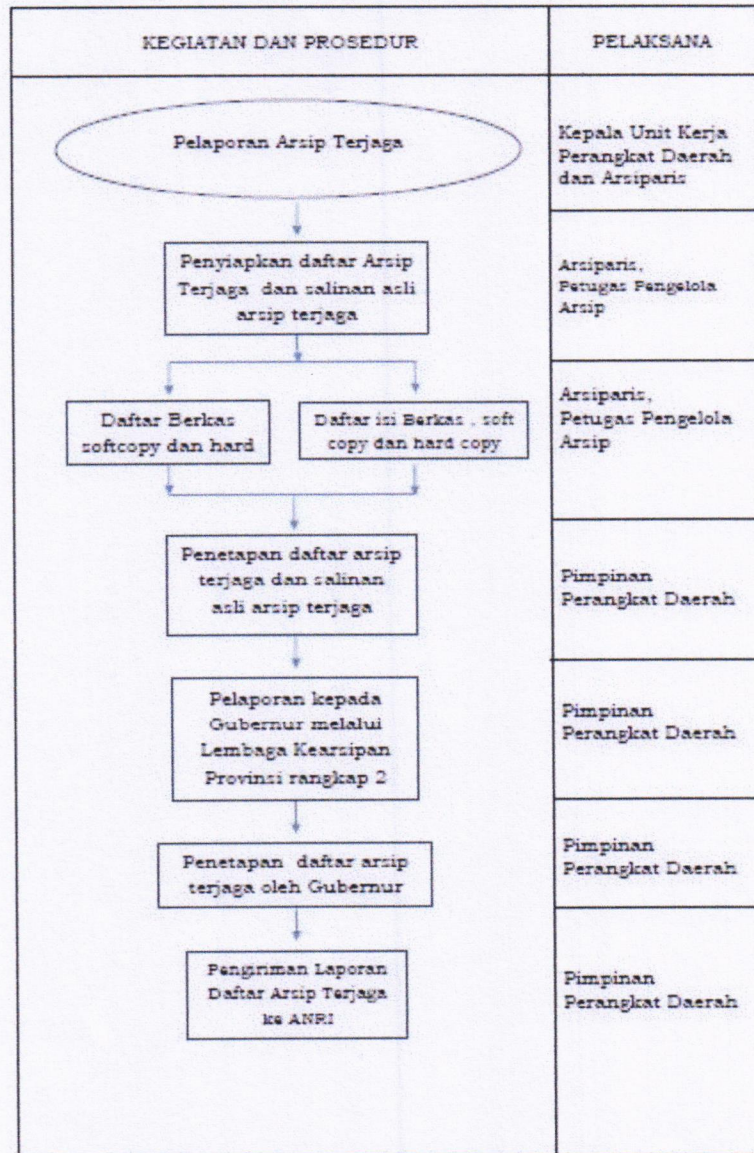 KEGIATAN DAN PROSEDUR
PELAKSANA
Pelaporan Arsip Terjaga
Kepala Unit Kerja
Perangkat Daerah
dan Arsiparis
Penyiapkan daftar Arsip
Terjaga dan salinan asli
arsip terjaga
Arsiparis,
Petugas Pengelola
Arsip
Daftar Berkas
softcopy dan hard
Daftar isi Berkas , soft
copy dan hard copy
Arsiparis,
Petugas Pengelola
Arsip
Penetapan daftar arsip
terjaga dan salinan
asli arsip terjaga
Pimpinan
Perangkat Daerah
Pelaporan kepada
Gubernur melalui
Lembaga Kearsipan
Provinsi rangkap 2
Pimpinan
Perangkat Daerah
Penetapan daftar arsip
terjaga oleh Gubernur
Pimpinan
Perangkat Daerah
Pengiriman Laporan
Daftar Arsip Terjaga
ke ANRI
Pimpinan
Perangkat Daerah